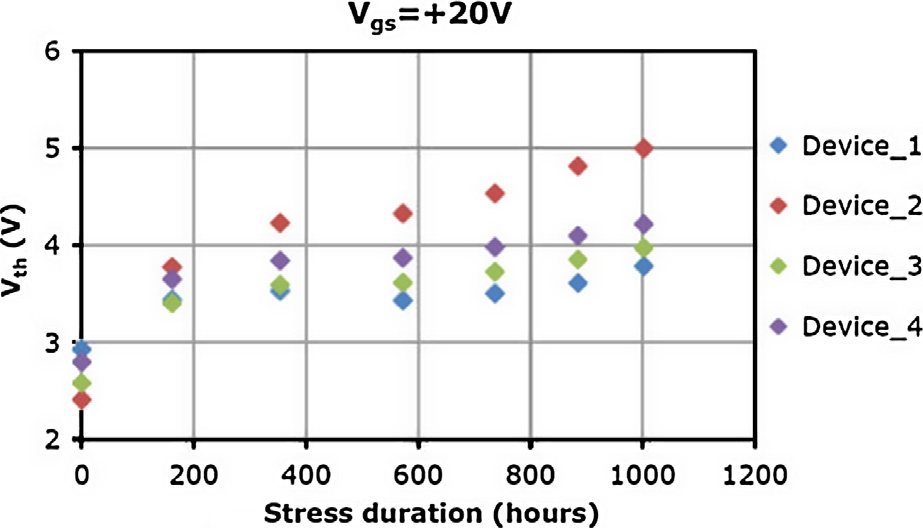 Vgs=+20V
6
5
4
3
2
Vth (V)
0 200 400 600 800 1000 1200
Stress duration (hours)
Device_1
Device_2
Device_3
Device_4